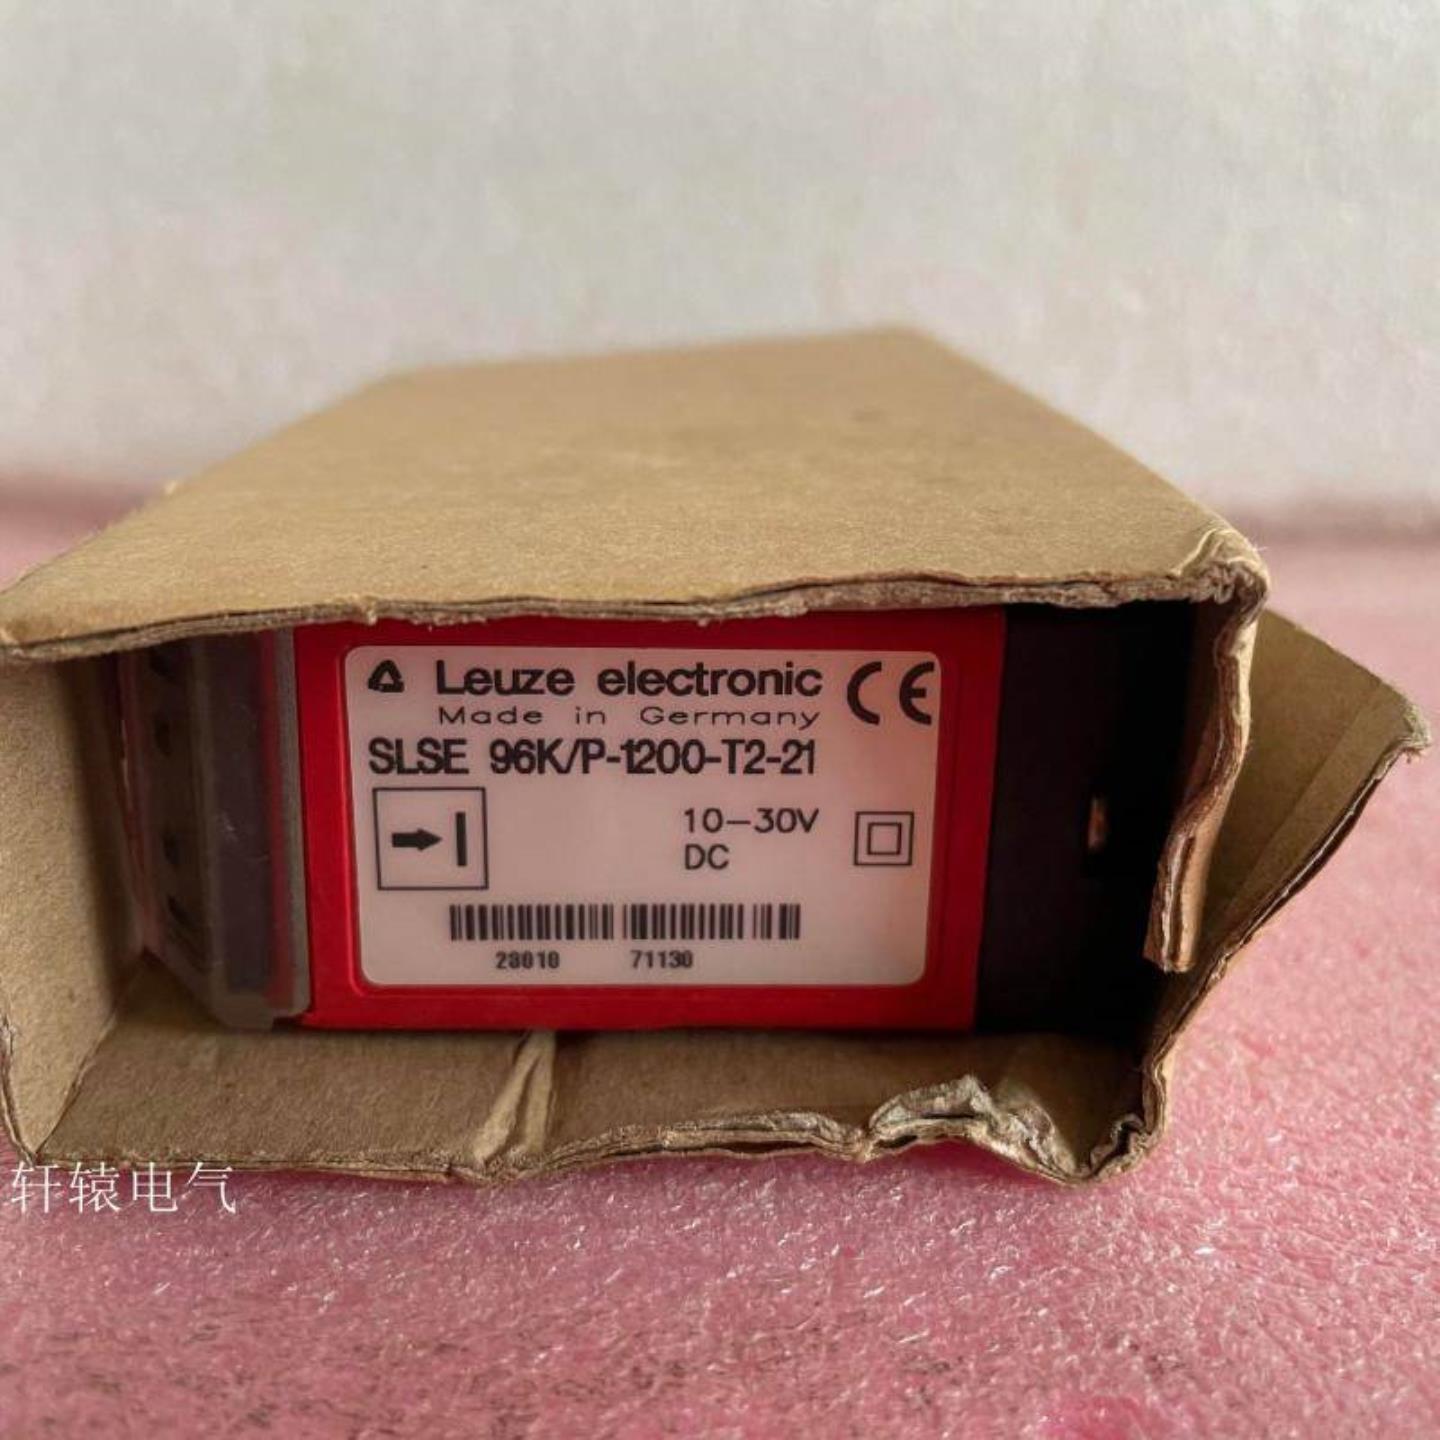 Leuze electronic CE
Made in Germany
SLSE 96K/P-1200-T2-21
10-30V
DC
28010 71130
轩辕电气